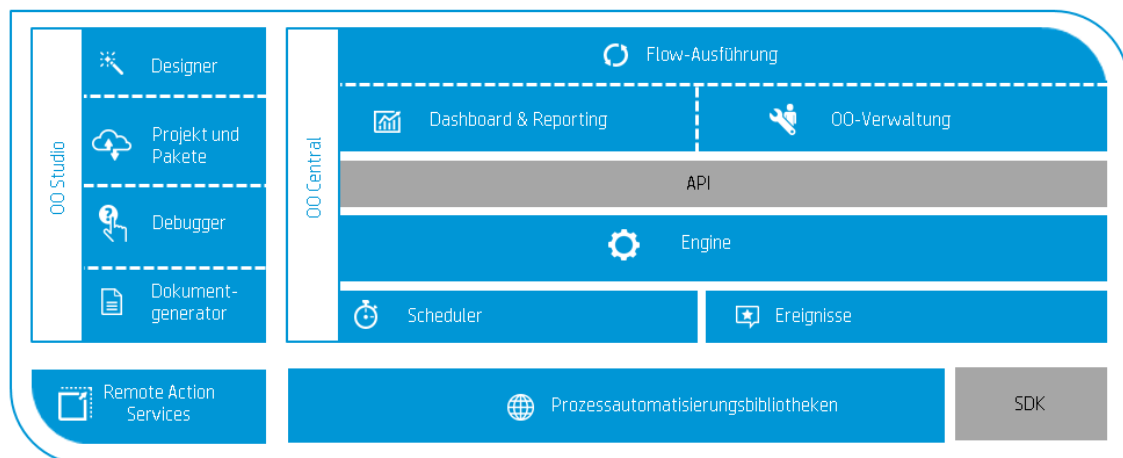 OO Studio
Designer
Projekt und
Pakete
Debugger
Dokument-
generator
OO Central
Flow-Ausführung
Dashboard & Reporting
OO-Verwaltung
API
Engine
Scheduler
Ereignisse
Remote Action
Services
Prozessautomatisierungsbibliotheken
SDK